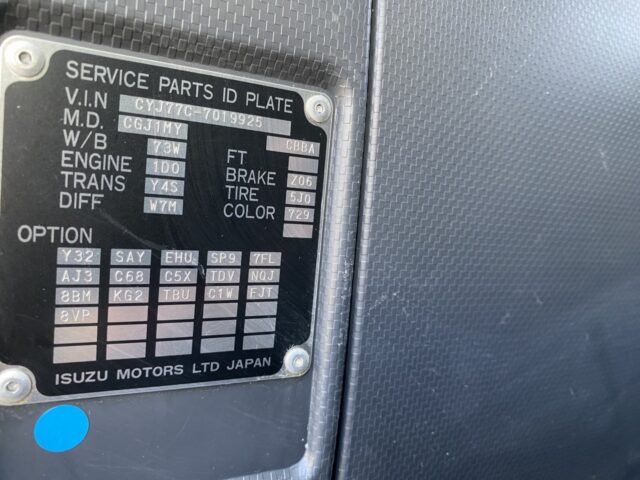 SERVICE PARTS ID PLATE
V.I.N CYJ77C-7019925
M.D. CGJ1MY
W/B 73W FT CBBA
ENGINE 1D0 BRAKE Z06
TRANS Y4S TIRE 5J0
DIFF W7M COLOR 729
OPTION
Y32 SAY EHU SP9 7FL
AJ3 C68 C5X TDV NQJ
8BM KG2 TBU C1W FJT
8VP
ISUZU MOTORS LTD JAPAN